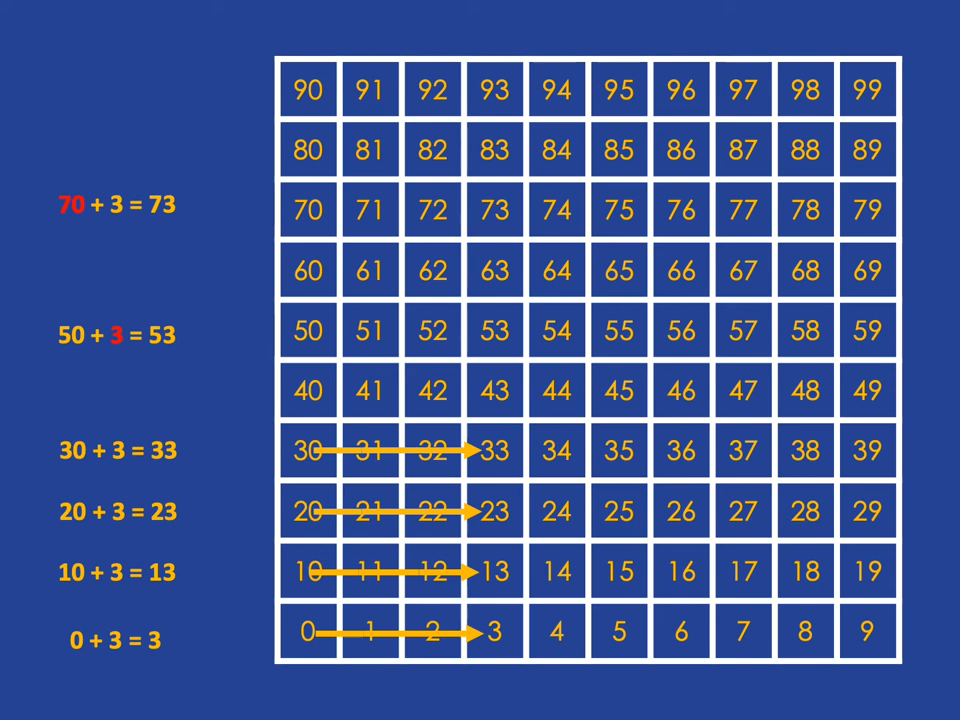 90 91 92 93 94 95 96 97 98 99
80 81 82 83 84 85 86 87 88 89
70 + 3 = 73
70 71 72 73 74 75 76 77 78 79
60 61 62 63 64 65 66 67 68 69
50 + 3 = 53
50 51 52 53 54 55 56 57 58 59
40 41 42 43 44 45 46 47 48 49
30 + 3 = 33
30 31 32 33 34 35 36 37 38 39
20 + 3 = 23
20 21 22 23 24 25 26 27 28 29
10 + 3 = 13
10 11 12 13 14 15 16 17 18 19
0 + 3 = 3
0 1 2 3 4 5 6 7 8 9